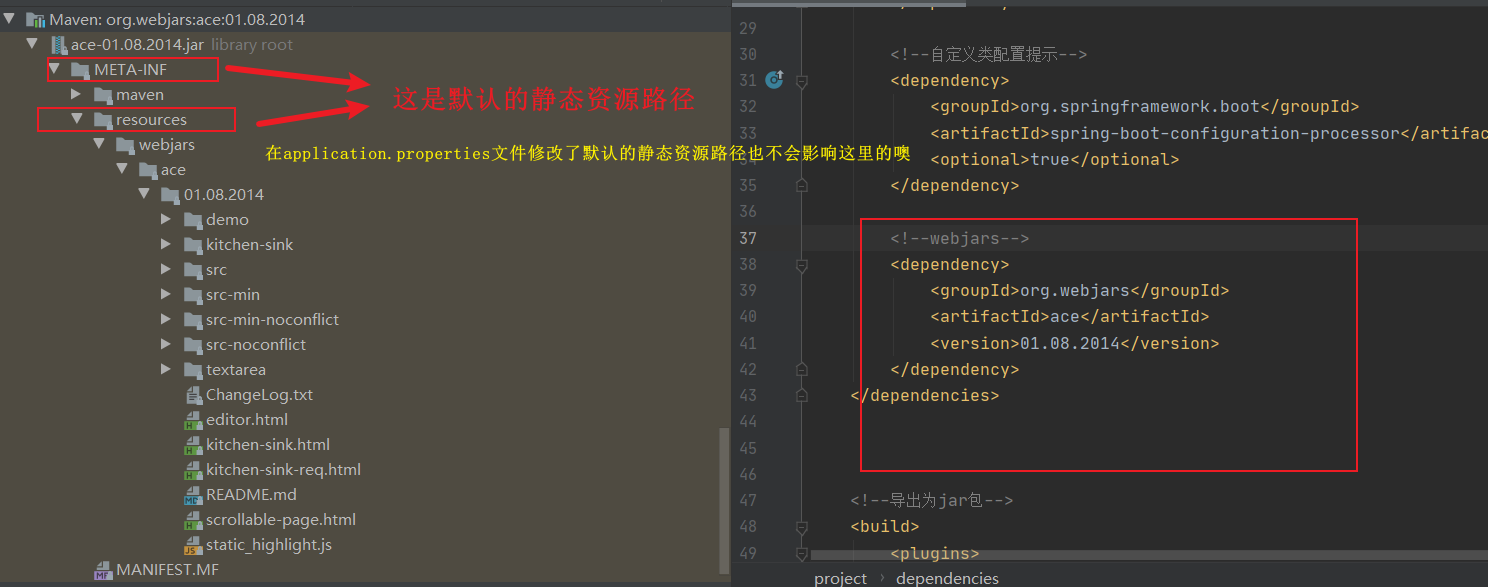 Maven: org.webjars:ace:01.08.2014
ace-01.08.2014.jar library root
META-INF
maven
resources
webjars
ace
01.08.2014
demo
kitchen-sink
src
src-min
src-min-noconflict
src-noconflict
textarea
ChangeLog.txt
editor.html
kitchen-sink.html
kitchen-sink-req.html
README.md
scrollable-page.html
static_highlight.js
MANIFEST.MF
这是默认的静态资源路径
在application.properties文件修改了默认的静态资源路径也不会影响这里的噢
29
30 <!--自定义类配置提示-->
31 <dependency>
32 <groupId>org.springframework.boot</groupId>
33 <artifactId>spring-boot-configuration-processor</artifac
<optional>true</optional>
35 </dependency>
36
37 <!--webjars-->
38 <dependency>
39 <groupId>org.webjars</groupId>
40 <artifactId>ace</artifactId>
41 <version>01.08.2014</version>
42 </dependency>
43 </dependencies>
44
45
46
47 <!--导出为jar包-->
48 <build>
49 <plugins>
project › dependencies